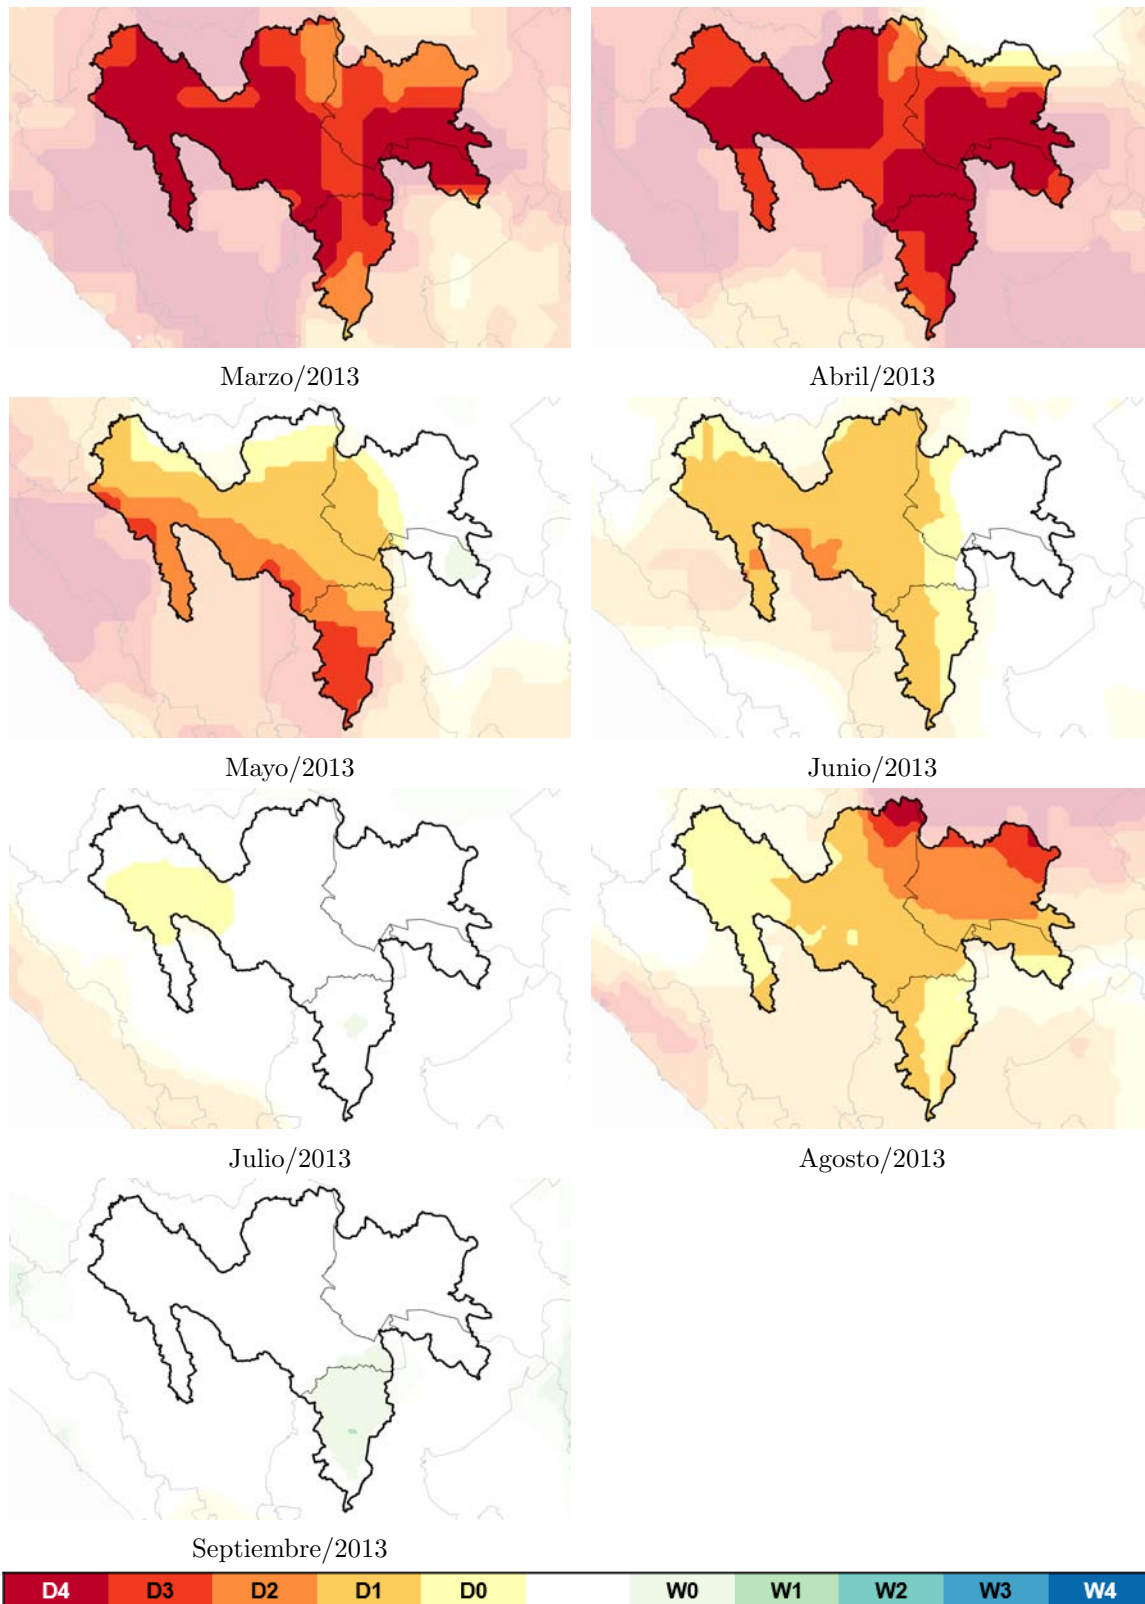 Marzo/2013 Abril/2013
Mayo/2013 Junio/2013
Julio/2013 Agosto/2013
Septiembre/2013
D4 D3 D2 D1 D0 W0 W1 W2 W3 W4